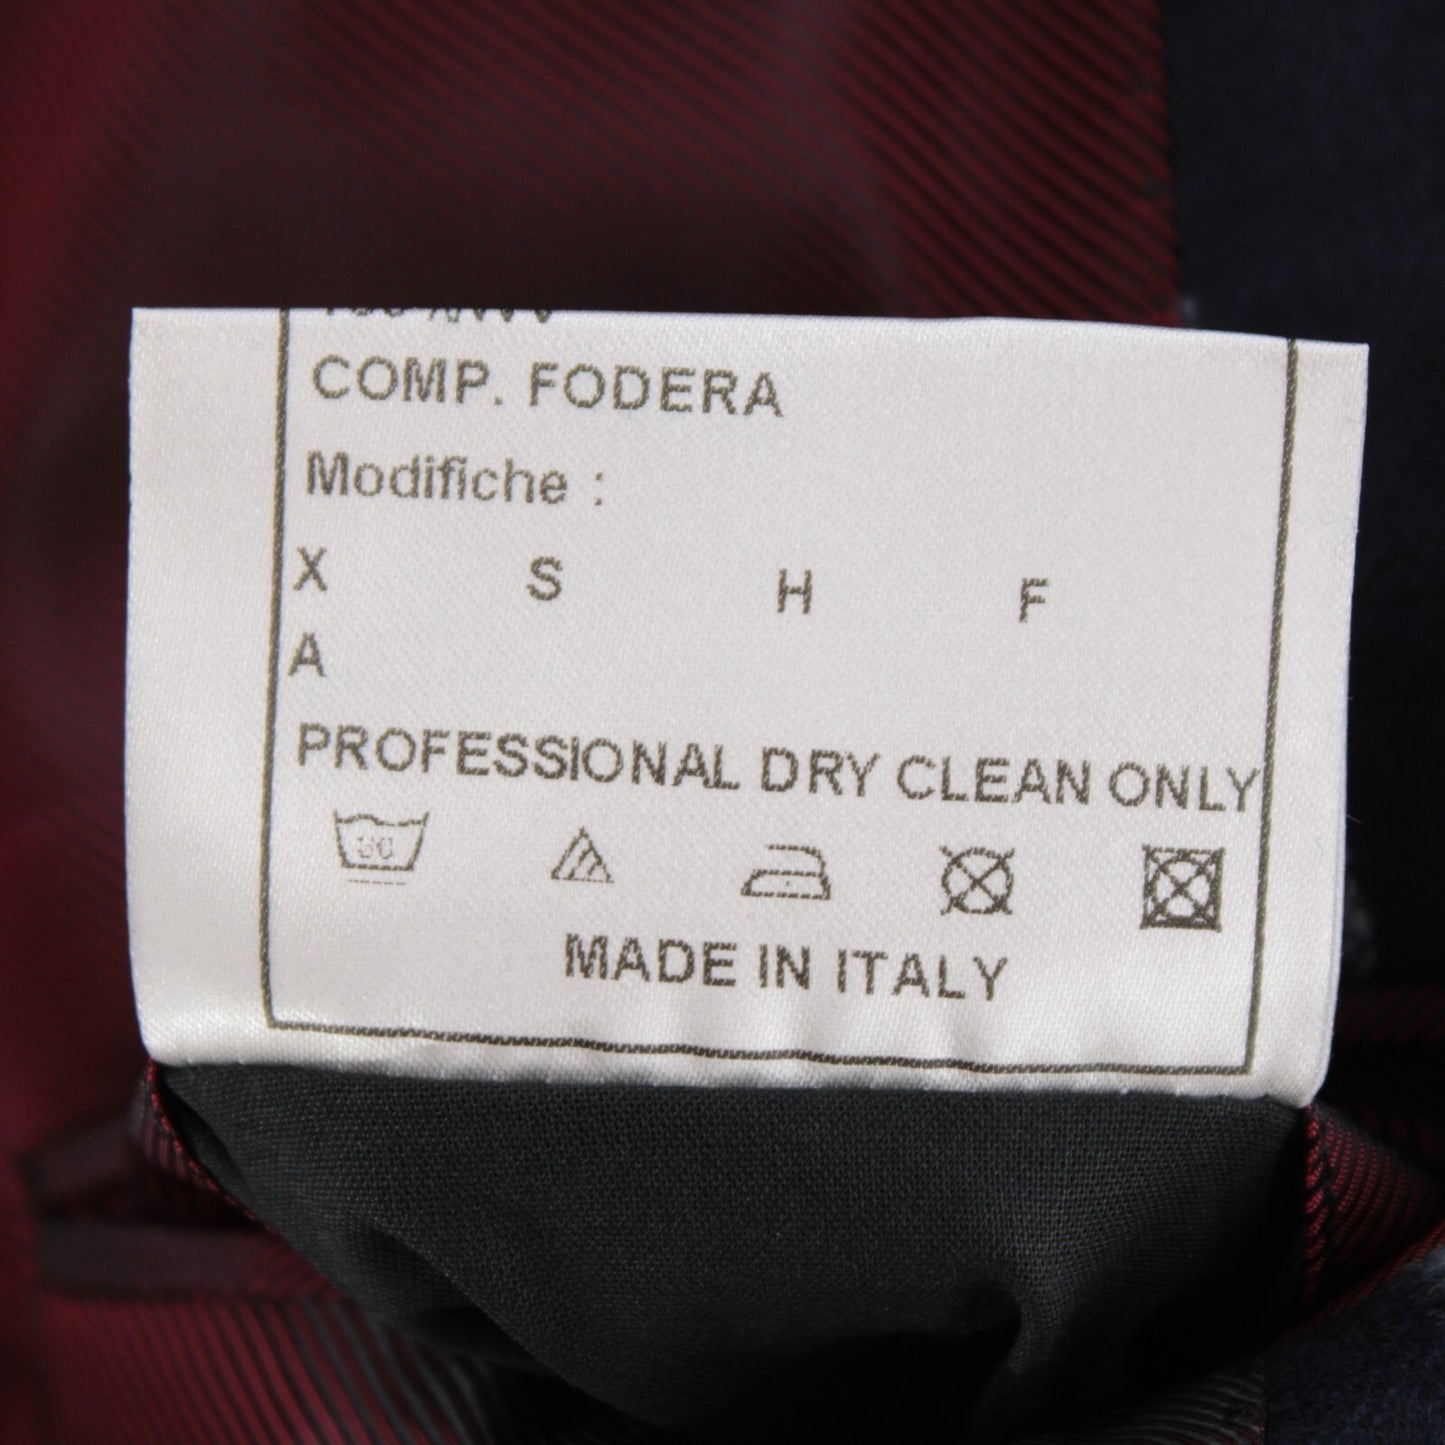 COMP. FODERA
Modifiche :
X S H F
A
PROFESSIONAL DRY CLEAN ONLY
30
MADE IN ITALY